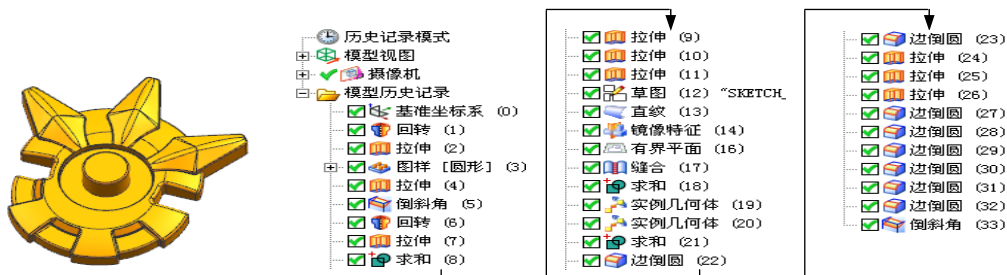 历史记录模式
模型视图
摄像机
模型历史记录
基准坐标系 (0)
回转 (1)
拉伸 (2)
图样 [圆形] (3)
拉伸 (4)
倒斜角 (5)
回转 (6)
拉伸 (7)
求和 (8)
拉伸 (9)
拉伸 (10)
拉伸 (11)
草图 (12) "SKETCH_
直纹 (13)
镜像特征 (14)
有界平面 (16)
缝合 (17)
求和 (18)
实例几何体 (19)
实例几何体 (20)
求和 (21)
边倒圆 (22)
边倒圆 (23)
拉伸 (24)
拉伸 (25)
拉伸 (26)
边倒圆 (27)
边倒圆 (28)
边倒圆 (29)
边倒圆 (30)
边倒圆 (31)
边倒圆 (32)
倒斜角 (33)